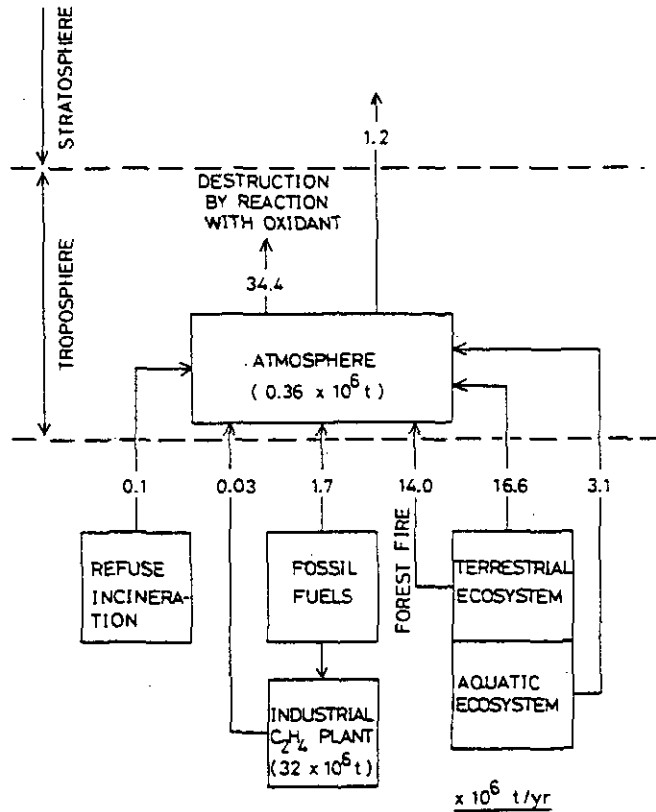 STRATOSPHERE
1.2
TROPOSPHERE
DESTRUCTION
BY REACTION
WITH OXIDANT
34.4
ATMOSPHERE
( 0.36 x 10⁶ t )
0.1
0.03
1.7
14.0
16.6
3.1
FOREST FIRE
REFUSE
INCINERA-
TION
FOSSIL
FUELS
TERRESTRIAL
ECOSYSTEM
INDUSTRIAL
C₂H₄ PLANT
(32 x 10⁶ t)
AQUATIC
ECOSYSTEM
x 10⁶ t/yr